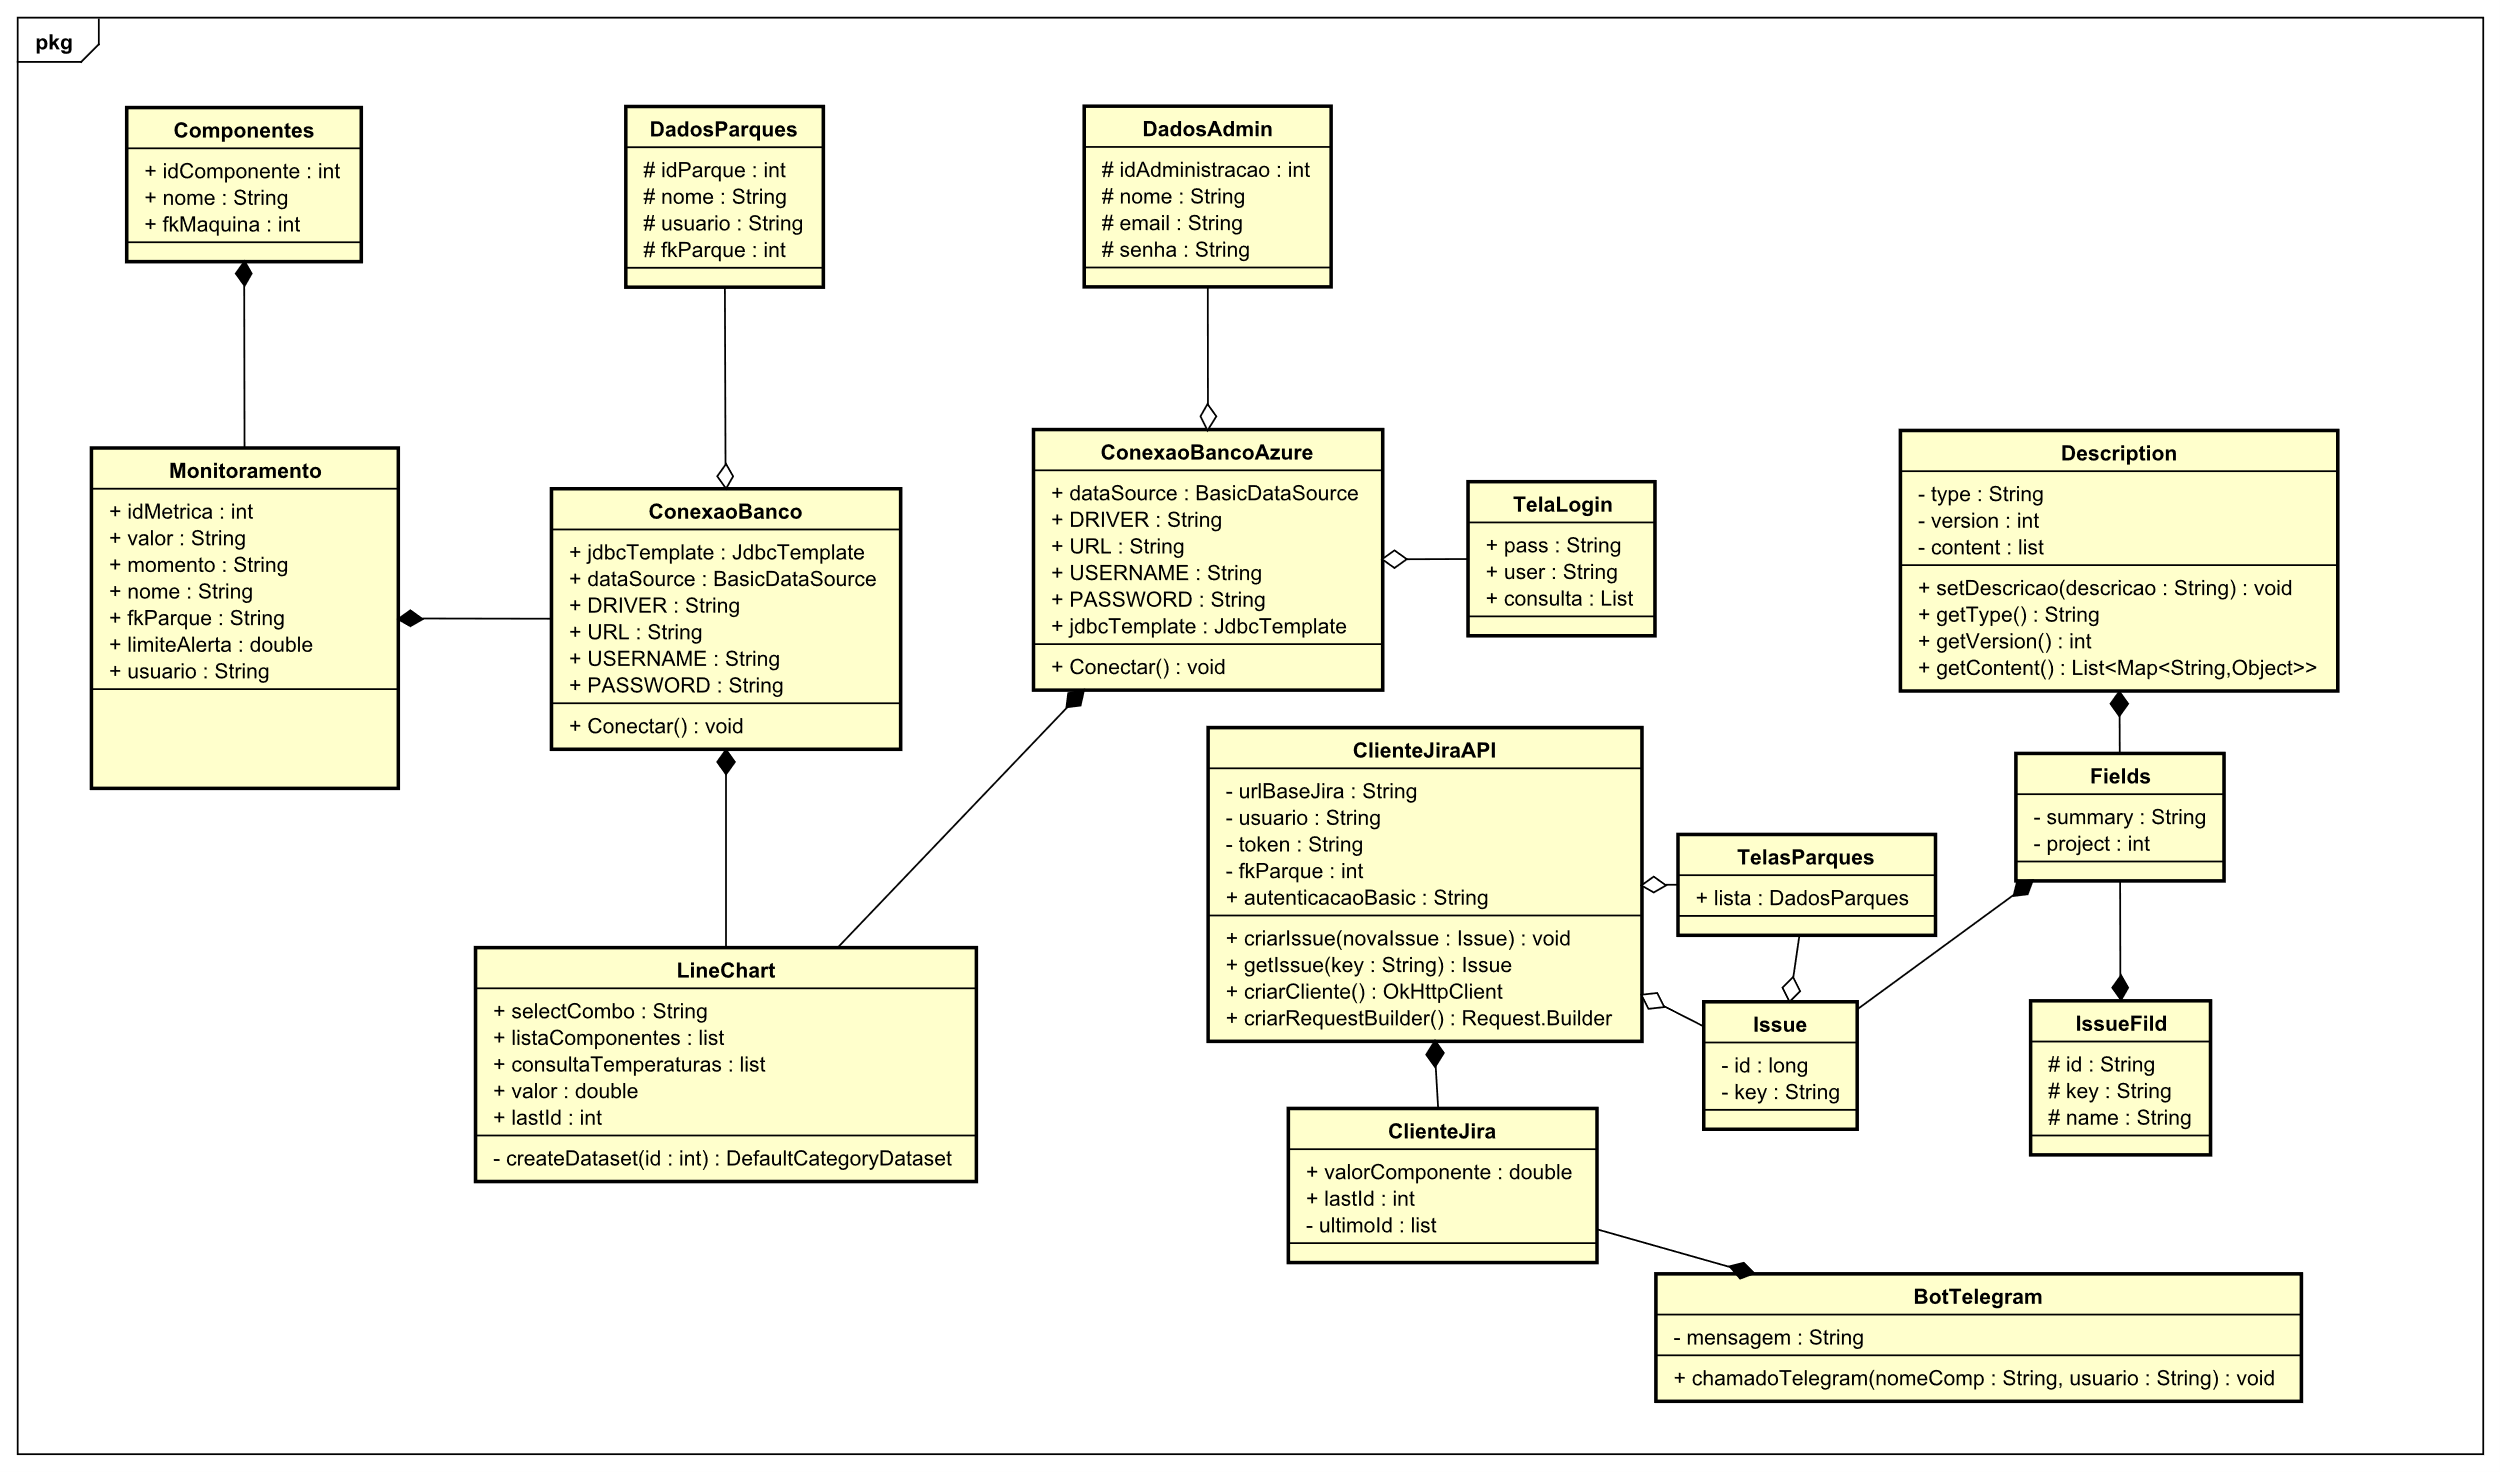 pkg
Componentes
+ idComponente : int
+ nome : String
+ fkMaquina : int
DadosParques
# idParque : int
# nome : String
# usuario : String
# fkParque : int
DadosAdmin
# idAdministracao : int
# nome : String
# email : String
# senha : String
Monitoramento
+ idMetrica : int
+ valor : String
+ momento : String
+ nome : String
+ fkParque : String
+ limiteAlerta : double
+ usuario : String
ConexaoBanco
+ jdbcTemplate : JdbcTemplate
+ dataSource : BasicDataSource
+ DRIVER : String
+ URL : String
+ USERNAME : String
+ PASSWORD : String
+ Conectar() : void
ConexaoBancoAzure
+ dataSource : BasicDataSource
+ DRIVER : String
+ URL : String
+ USERNAME : String
+ PASSWORD : String
+ jdbcTemplate : JdbcTemplate
+ Conectar() : void
TelaLogin
+ pass : String
+ user : String
+ consulta : List
Description
- type : String
- version : int
- content : list
+ setDescricao(descricao : String) : void
+ getType() : String
+ getVersion() : int
+ getContent() : List<Map<String,Object>>
ClienteJiraAPI
- urlBaseJira : String
- usuario : String
- token : String
- fkParque : int
+ autenticacaoBasic : String
+ criarIssue(novaIssue : Issue) : void
+ getIssue(key : String) : Issue
+ criarCliente() : OkHttpClient
+ criarRequestBuilder() : Request.Builder
TelasParques
+ lista : DadosParques
Fields
- summary : String
- project : int
LineChart
+ selectCombo : String
+ listaComponentes : list
+ consultaTemperaturas : list
+ valor : double
+ lastId : int
- createDataset(id : int) : DefaultCategoryDataset
Issue
- id : long
- key : String
IssueFild
# id : String
# key : String
# name : String
ClienteJira
+ valorComponente : double
+ lastId : int
- ultimoId : list
BotTelegram
- mensagem : String
+ chamadoTelegram(nomeComp : String, usuario : String) : void